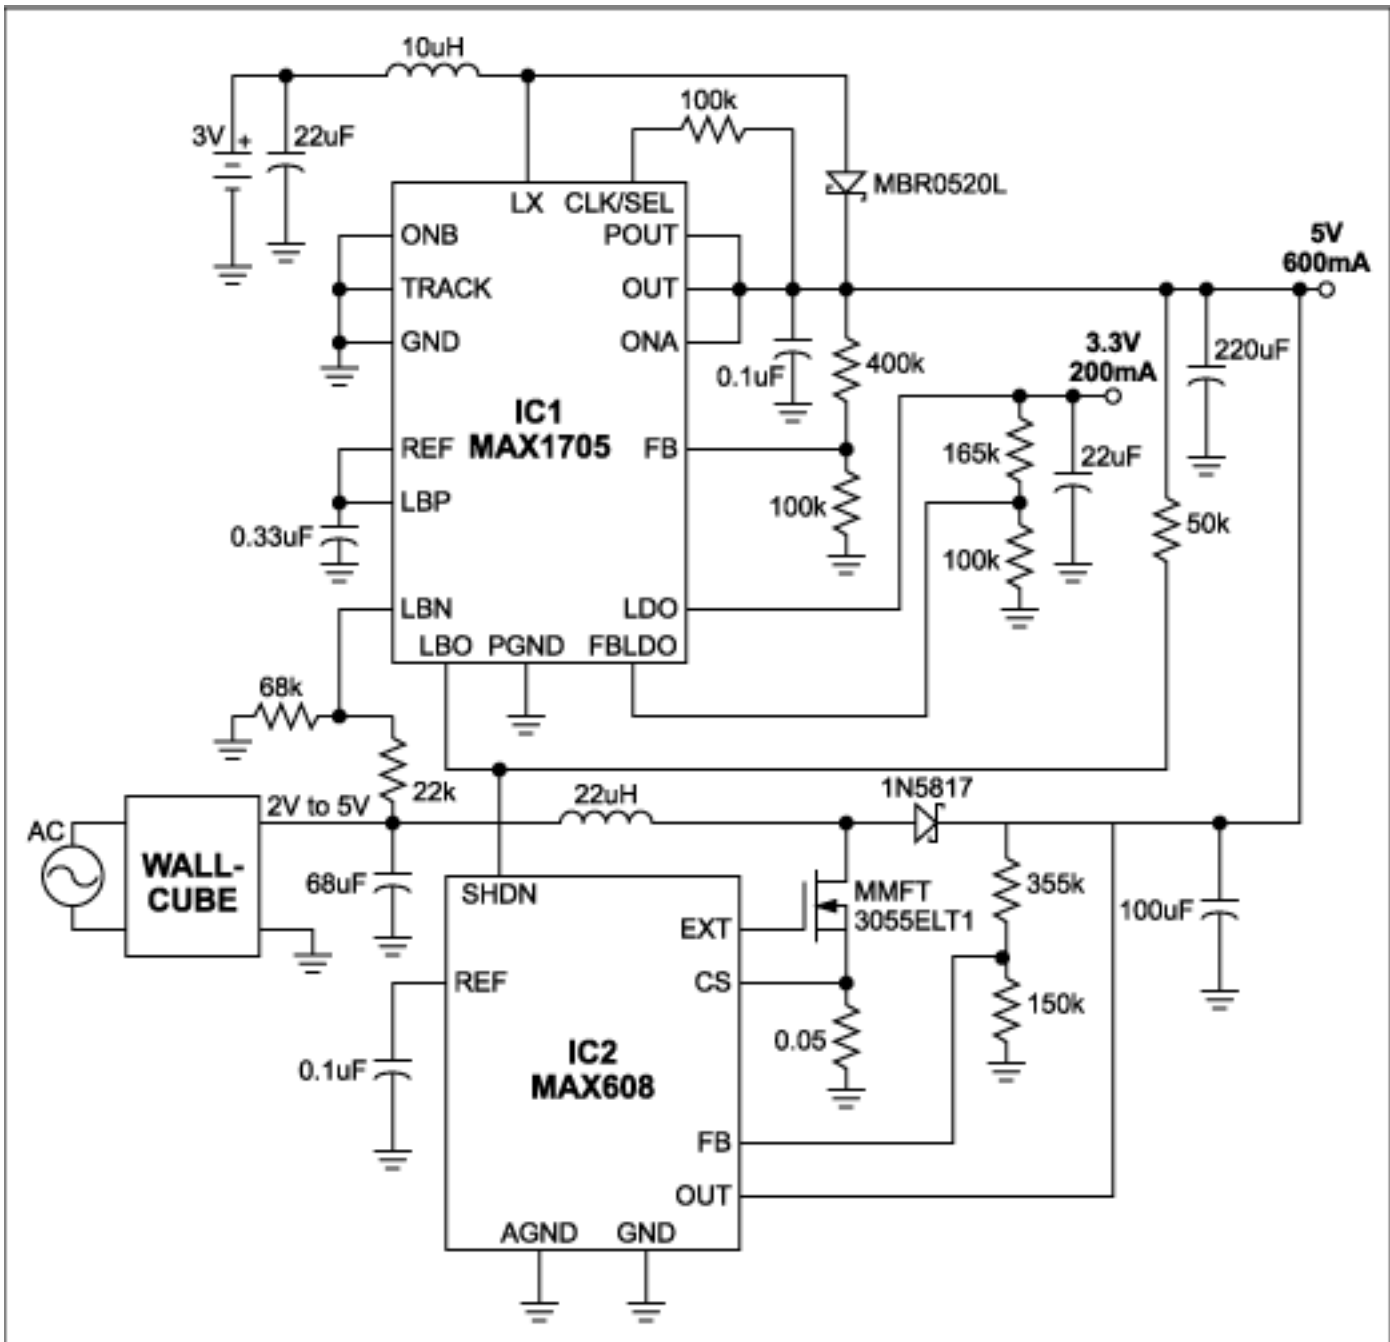 10uH
100k
3V
+
22uF
MBR0520L
LX
CLK/SEL
ONB
POUT
5V
600mA
TRACK
OUT
GND
ONA
3.3V
200mA
220uF
0.1uF
400k
IC1
MAX1705
REF
FB
165k
22uF
LBP
100k
50k
0.33uF
100k
LBN
LDO
LBO
PGND
FBLDO
68k
22k
22uH
1N5817
2V to 5V
AC
WALL-
CUBE
68uF
SHDN
MMFT
3055ELT1
355k
100uF
EXT
REF
CS
150k
0.05
IC2
MAX608
0.1uF
FB
OUT
AGND
GND